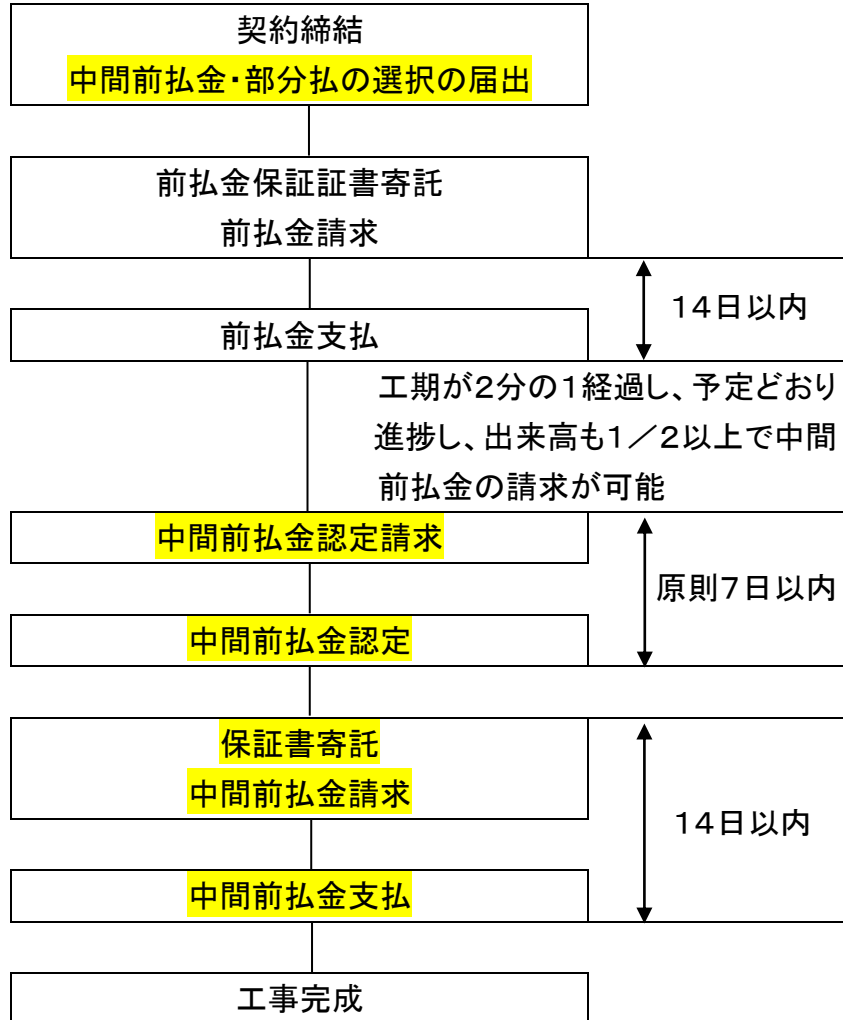 契約締結
中間前払金・部分払の選択の届出
前払金保証証書寄託
前払金請求
14日以内
前払金支払
工期が2分の1経過し、予定どおり
進捗し、出来高も1/2以上で中間
前払金の請求が可能
中間前払金認定請求
原則7日以内
中間前払金認定
保証書寄託
中間前払金請求
14日以内
中間前払金支払
工事完成